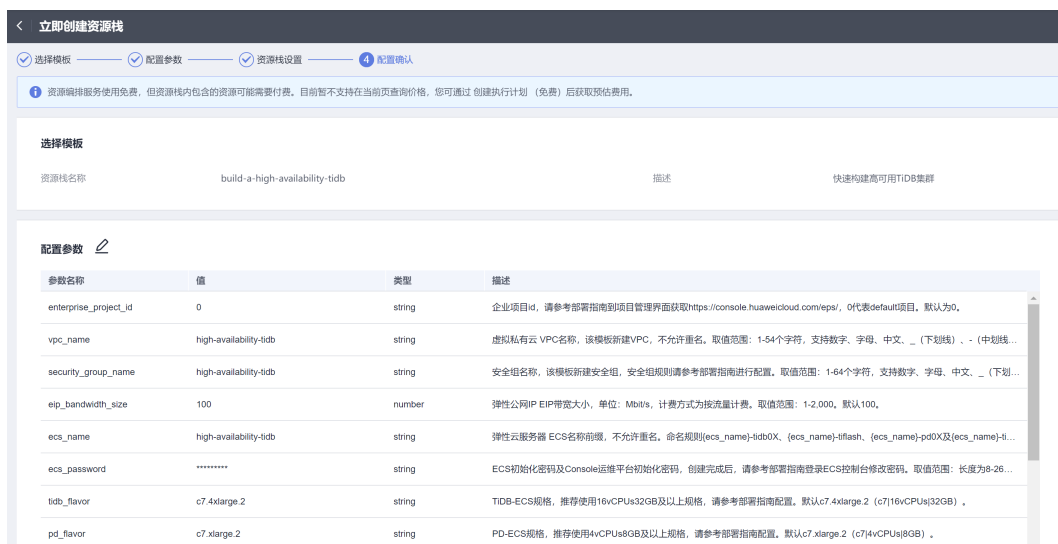 立即创建资源栈
选择模板 配置参数 资源栈设置 4 配置确认
资源编排服务使用免费，但资源栈内包含的资源可能需要付费。目前暂不支持在当前页查询价格，您可通过 创建执行计划 （免费）后获取预估费用。
选择模板
资源栈名称 build-a-high-availability-tidb 描述 快速构建高可用TiDB集群
配置参数
参数名称 值 类型 描述
enterprise_project_id 0 string 企业项目id，请参考部署指南到项目管理界面获取https://console.huaweicloud.com/eps/，0代表default项目。默认为0。
vpc_name high-availability-tidb string 虚拟私有云 VPC名称，该模板新建VPC，不允许重名。取值范围：1-54个字符，支持数字、字母、中文、_（下划线）、-（中划线...
security_group_name high-availability-tidb string 安全组名称，该模板新建安全组，安全组规则请参考部署指南进行配置。取值范围：1-64个字符，支持数字、字母、中文、_（下划...
eip_bandwidth_size 100 number 弹性公网IP EIP带宽大小，单位：Mbit/s，计费方式为按流量计费。取值范围：1-2,000。默认100。
ecs_name high-availability-tidb string 弹性云服务器 ECS名称前缀，不允许重名。命名规则{ecs_name}-tidb0X、{ecs_name}-tiflash、{ecs_name}-pd0X及{ecs_name}-ti...
ecs_password ********* string ECS初始化密码及Console运维平台初始化密码，创建完成后，请参考部署指南登录ECS控制台修改密码。取值范围：长度为8-26...
tidb_flavor c7.4xlarge.2 string TiDB-ECS规格，推荐使用16vCPUs32GB及以上规格，请参考部署指南配置。默认c7.4xlarge.2（c7|16vCPUs|32GB）。
pd_flavor c7.xlarge.2 string PD-ECS规格，推荐使用4vCPUs8GB及以上规格，请参考部署指南配置。默认c7.xlarge.2（c7|4vCPUs|8GB）。